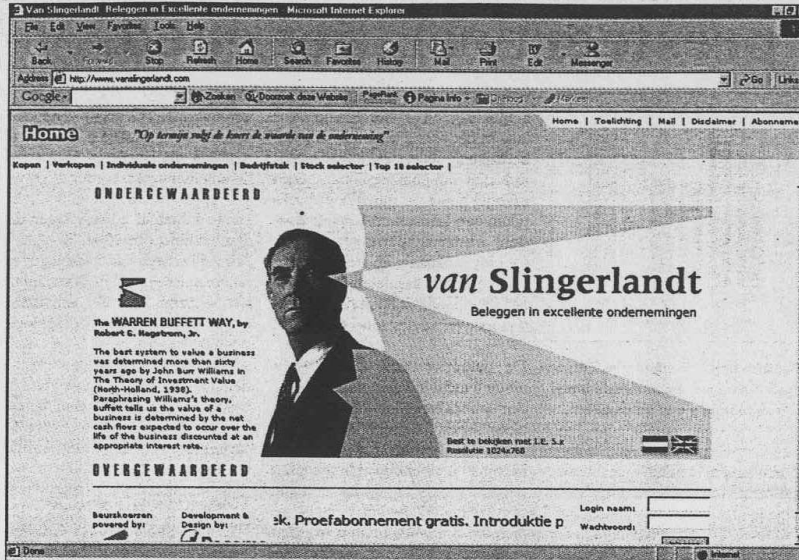 Van Slingerlandt Beleggen in Excellente ondernemingen - Microsoft Internet Explorer
File Edit View Favorites Tools Help
Back Forward Stop Refresh Home Search Favorites History Mail Print Edit Messenger
Address http://www.vanslingerlandt.com Go Links
Google Zoeken Doorzoek deze Website PageRank Pagina info
Home | Toelichting | Mail | Disclaimer | Abonneme
Home "Op termijn volgt de koers de waarde van de onderneming"
Kopen | Verkopen | Individuele ondernemingen | Bedrijfstak | Stock selector | Top 10 selector |
ONDERGEWAARDEERD
van Slingerlandt
Beleggen in excellente ondernemingen
The WARREN BUFFETT WAY, by
Robert G. Hagstrom, Jr.
The best system to value a business
was determined more than sixty
years ago by John Burr Williams in
The Theory of Investment Value
(North-Holland, 1938).
Paraphrasing Williams's theory,
Buffett tells us the value of a
business is determined by the net
cash flows expected to occur over the
life of the business discounted at an
appropriate interest rate.
Best te bekijken met I.E. 5.x
Resolutie 1024x768
OVERGEWAARDEERD
Beurskoersen
powered by:
Development &
Design by:
ek. Proefabonnement gratis. Introduktie p
Login naam:
Wachtwoord:
Done Internet